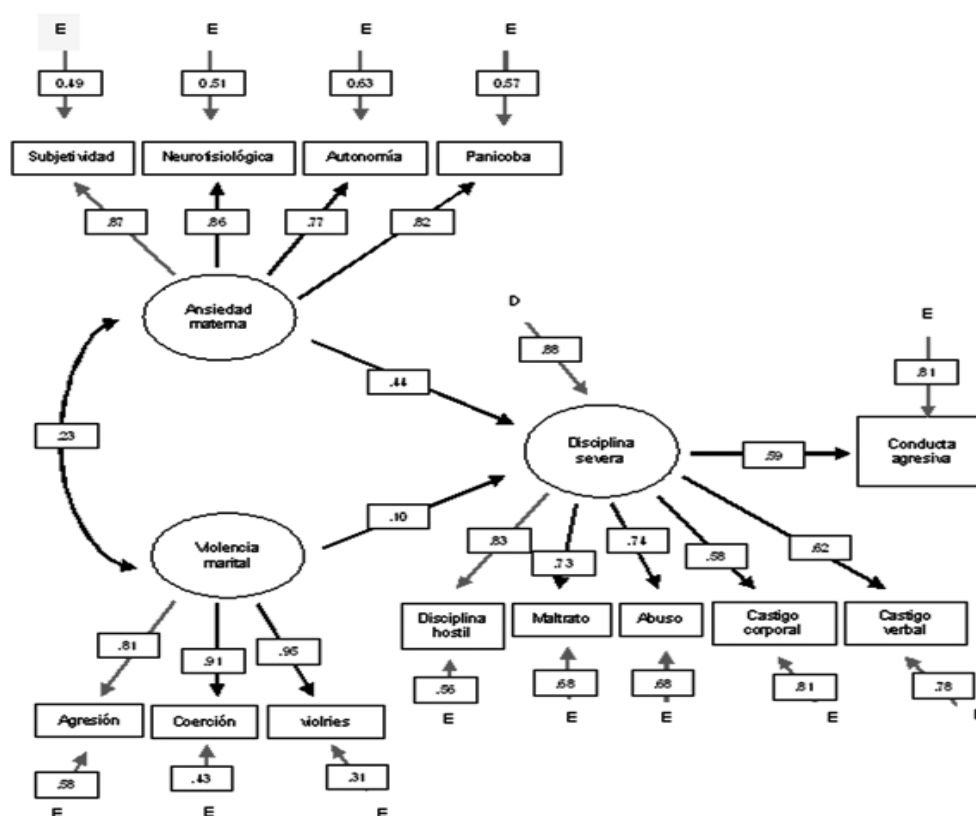 E E E E
0.49 0.51 0.63 0.57
Subjetividad Neurofisiológica Autonomía Panicoba
.87 .86 .77 .82
Ansiedad
materna
D
E
.88
.81
.44
.23
Disciplina
severa
.59
Conducta
agresiva
.10
Violencia
marital
.83 .73 .74 .58 .62
Disciplina
hostil
Maltrato
Abuso
Castigo
corporal
Castigo
verbal
.81 .91 .95
.56 .68 .68 .81 .78
E E E E
Agresión Coerción violries
.58 .43 .31
E E E